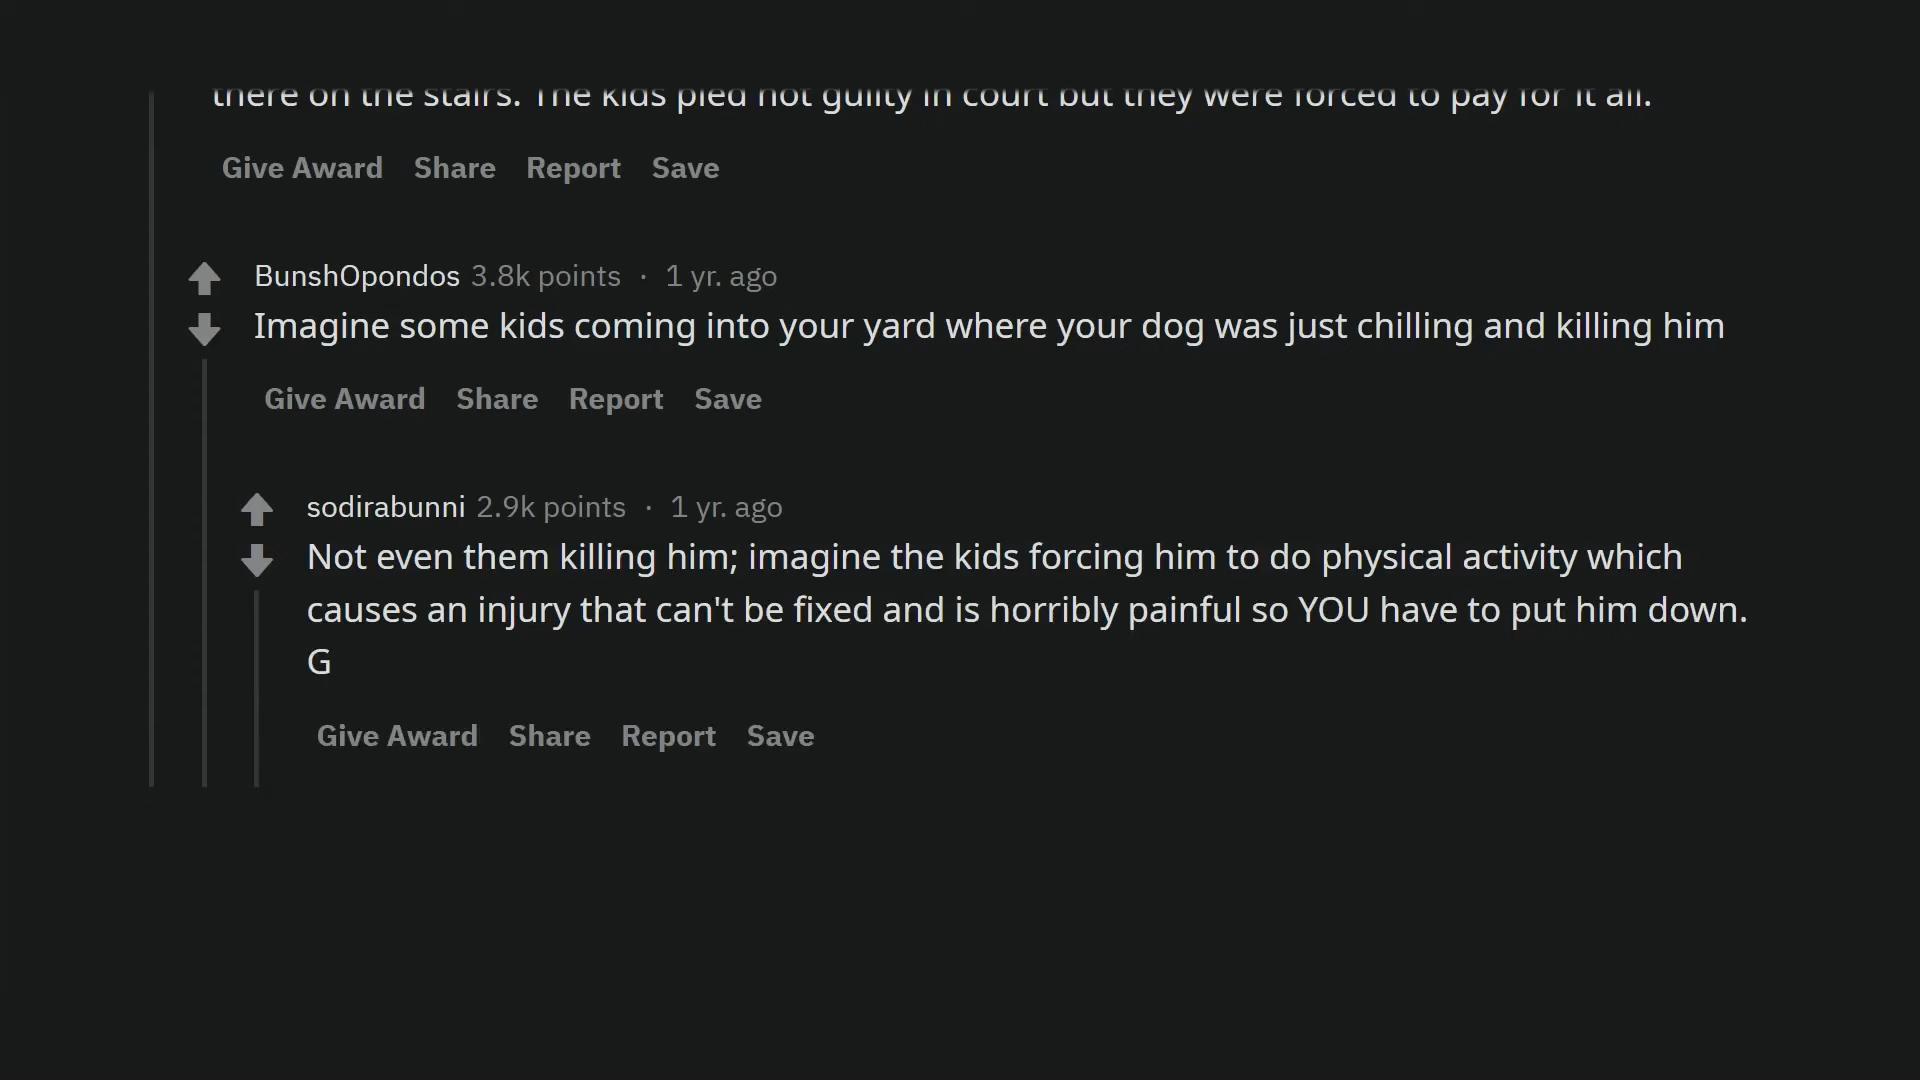 there on the stairs. The kids pled not guilty in court but they were forced to pay for it all.
Give Award Share Report Save
BunshOpondos 3.8k points · 1 yr. ago
Imagine some kids coming into your yard where your dog was just chilling and killing him
Give Award Share Report Save
sodirabunni 2.9k points · 1 yr. ago
Not even them killing him; imagine the kids forcing him to do physical activity which
causes an injury that can't be fixed and is horribly painful so YOU have to put him down.
G
Give Award Share Report Save